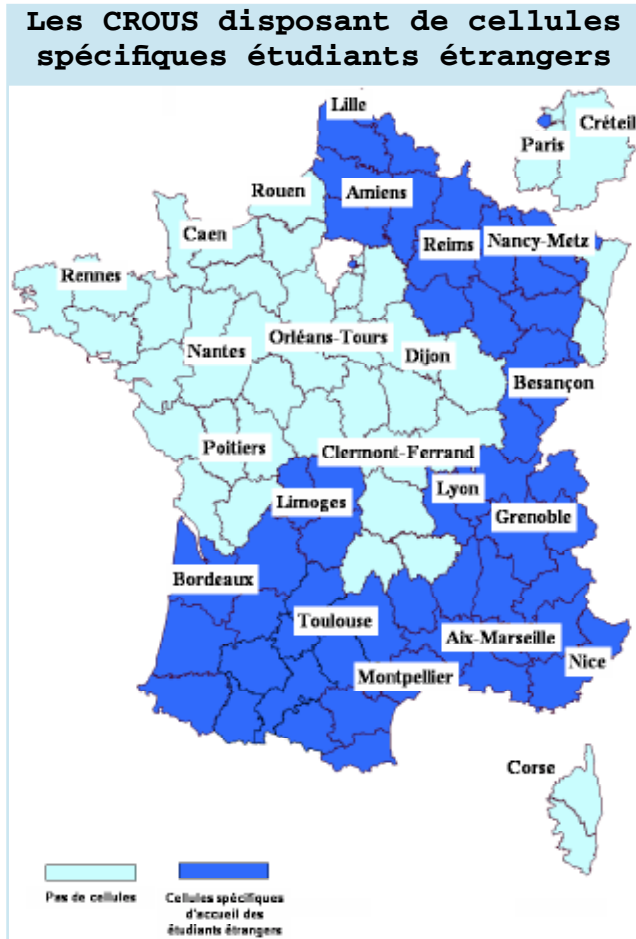 Les CROUS disposant de cellules
spécifiques étudiants étrangers
Lille
Créteil
Paris
Rouen
Amiens
Caen
Reims
Nancy-Metz
Rennes
Orléans-Tours
Nantes
Dijon
Besançon
Poitiers
Clermont-Ferrand
Limoges
Lyon
Grenoble
Bordeaux
Toulouse
Aix-Marseille
Nice
Montpellier
Corse
Pas de cellules
Cellules spécifiques
d'accueil des
étudiants étrangers